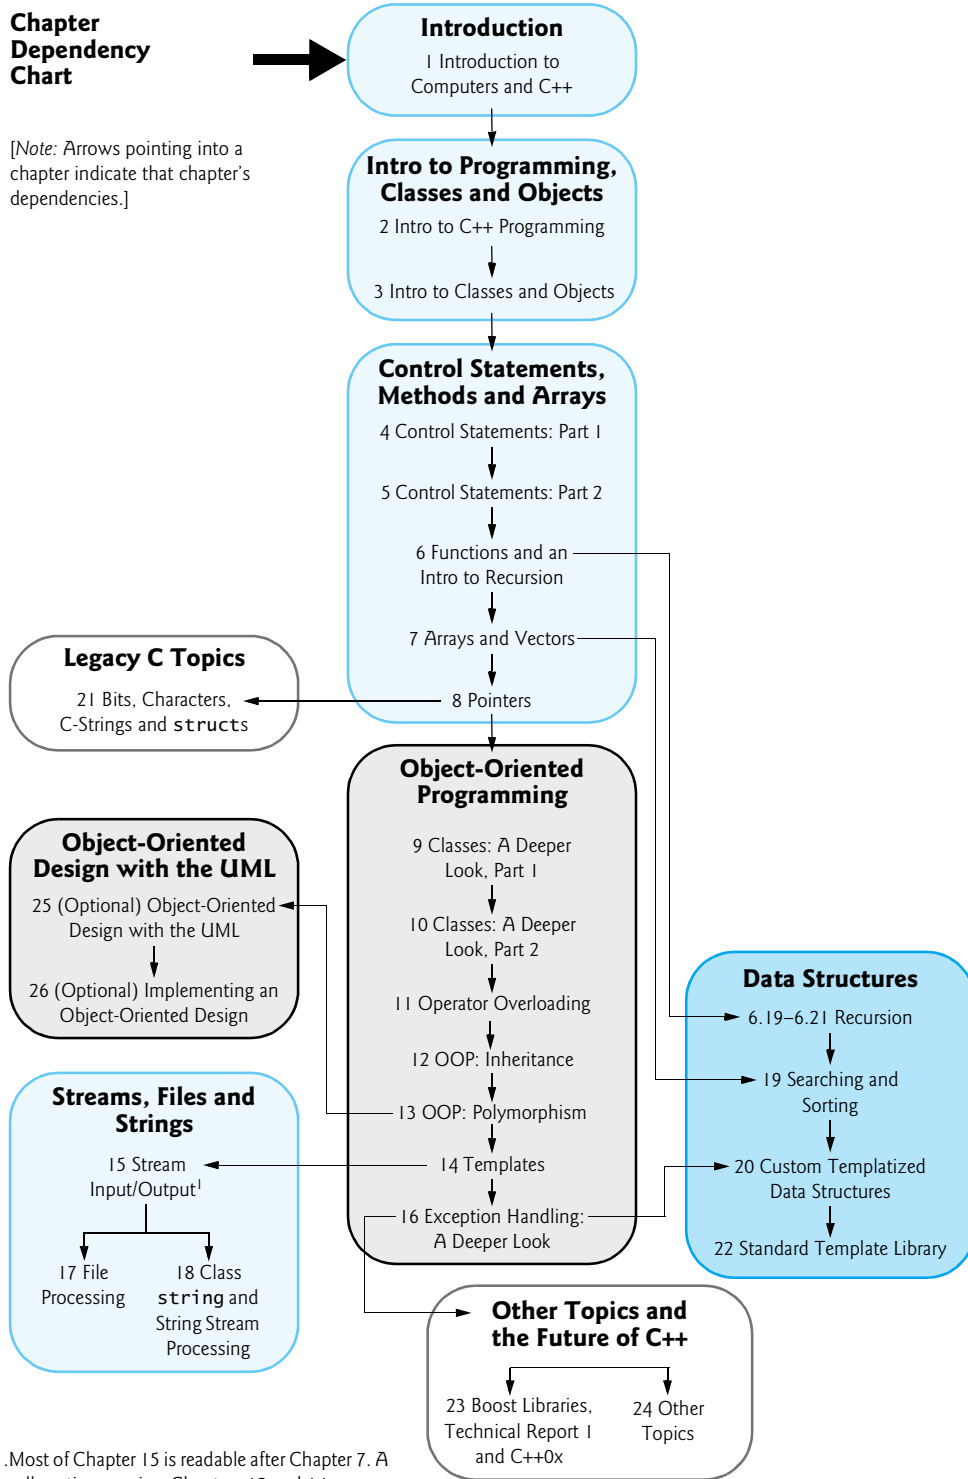 Chapter
Dependency
Chart
[Note: Arrows pointing into a
chapter indicate that chapter's
dependencies.]
Introduction
1 Introduction to
Computers and C++
Intro to Programming,
Classes and Objects
2 Intro to C++ Programming
3 Intro to Classes and Objects
Control Statements,
Methods and Arrays
4 Control Statements: Part 1
5 Control Statements: Part 2
6 Functions and an
Intro to Recursion
7 Arrays and Vectors
8 Pointers
Legacy C Topics
21 Bits, Characters,
C-Strings and structs
Object-Oriented
Programming
9 Classes: A Deeper
Look, Part 1
10 Classes: A Deeper
Look, Part 2
11 Operator Overloading
12 OOP: Inheritance
13 OOP: Polymorphism
14 Templates
16 Exception Handling:
A Deeper Look
Object-Oriented
Design with the UML
25 (Optional) Object-Oriented
Design with the UML
26 (Optional) Implementing an
Object-Oriented Design
Streams, Files and
Strings
15 Stream
Input/Output1
17 File
Processing
18 Class
string and
String Stream
Processing
Data Structures
6.19–6.21 Recursion
19 Searching and
Sorting
20 Custom Templatized
Data Structures
22 Standard Template Library
Other Topics and
the Future of C++
23 Boost Libraries,
Technical Report 1
and C++0x
24 Other
Topics
.Most of Chapter 15 is readable after Chapter 7. A